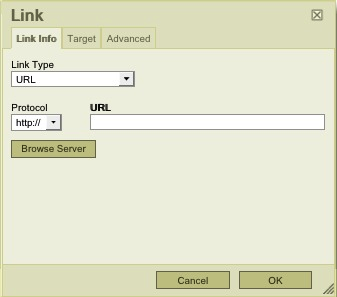 Link
Link Info Target Advanced
Link Type
URL
Protocol URL
http://
Browse Server
Cancel OK